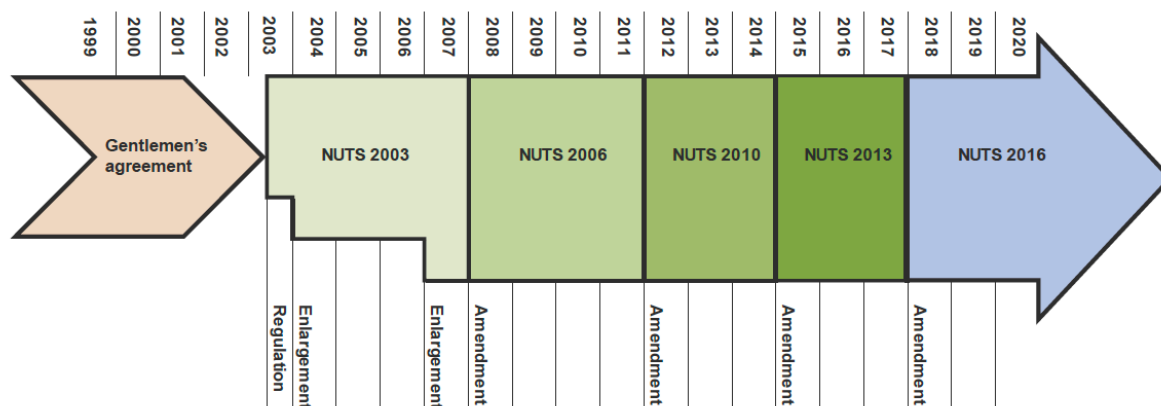 1999
2000
2001
2002
2003
2004
2005
2006
2007
2008
2009
2010
2011
2012
2013
2014
2015
2016
2017
2018
2019
2020
Gentlemen's
agreement
NUTS 2003
NUTS 2006
NUTS 2010
NUTS 2013
NUTS 2016
Regulation
Enlargement
Enlargement
Amendment
Amendment
Amendment
Amendment